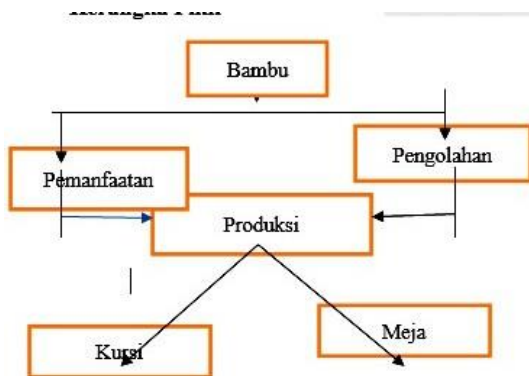 Bambu
Pengolahan
Pemanfaatan
Produksi
Meja
Kursi